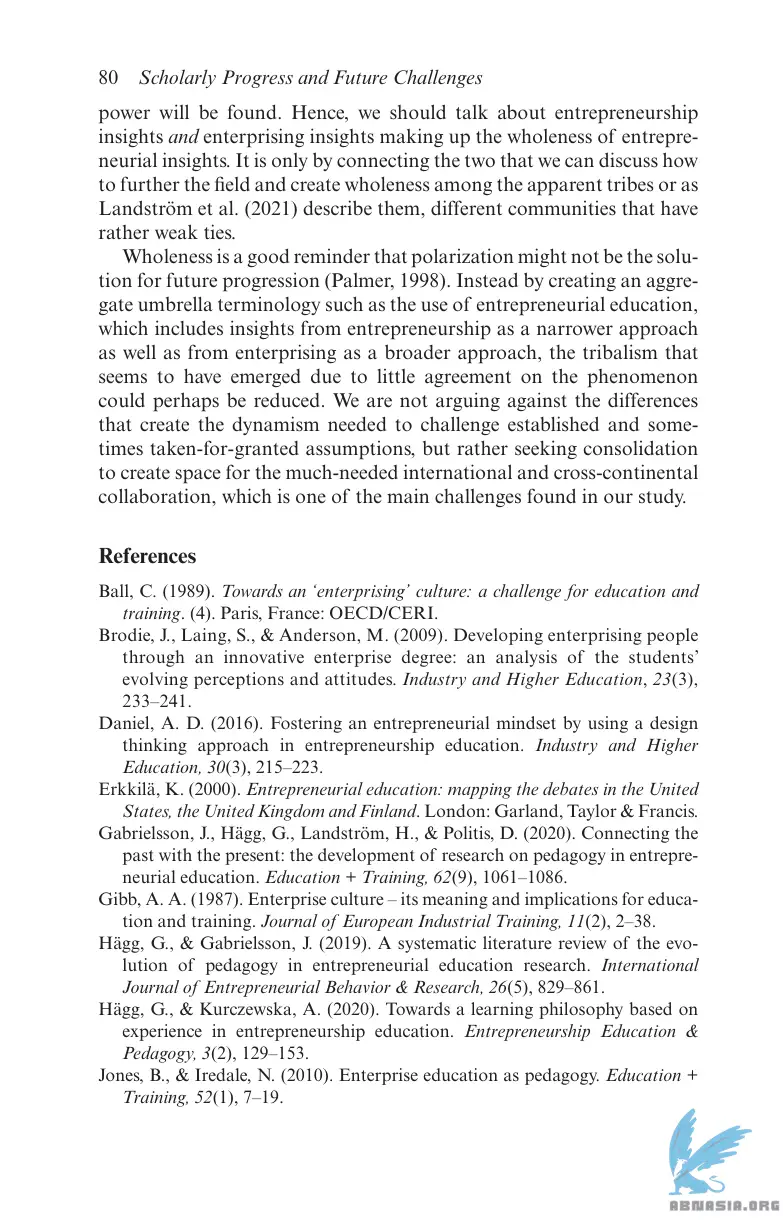 80 Scholarly Progress and Future Challenges
power will be found. Hence, we should talk about entrepreneurship
insights and enterprising insights making up the wholeness of entrepre-
neurial insights. It is only by connecting the two that we can discuss how
to further the field and create wholeness among the apparent tribes or as
Landström et al. (2021) describe them, different communities that have
rather weak ties.
Wholeness is a good reminder that polarization might not be the solu-
tion for future progression (Palmer, 1998). Instead by creating an aggre-
gate umbrella terminology such as the use of entrepreneurial education,
which includes insights from entrepreneurship as a narrower approach
as well as from enterprising as a broader approach, the tribalism that
seems to have emerged due to little agreement on the phenomenon
could perhaps be reduced. We are not arguing against the differences
that create the dynamism needed to challenge established and some-
times taken-for-granted assumptions, but rather seeking consolidation
to create space for the much-needed international and cross-continental
collaboration, which is one of the main challenges found in our study.
References
Ball, C. (1989). Towards an ‘enterprising’ culture: a challenge for education and
training. (4). Paris, France: OECD/CERI.
Brodie, J., Laing, S., & Anderson, M. (2009). Developing enterprising people
through an innovative enterprise degree: an analysis of the students’
evolving perceptions and attitudes. Industry and Higher Education, 23(3),
233–241.
Daniel, A. D. (2016). Fostering an entrepreneurial mindset by using a design
thinking approach in entrepreneurship education. Industry and Higher
Education, 30(3), 215–223.
Erkkilä, K. (2000). Entrepreneurial education: mapping the debates in the United
States, the United Kingdom and Finland. London: Garland, Taylor & Francis.
Gabrielsson, J., Hägg, G., Landström, H., & Politis, D. (2020). Connecting the
past with the present: the development of research on pedagogy in entrepre-
neurial education. Education + Training, 62(9), 1061–1086.
Gibb, A. A. (1987). Enterprise culture – its meaning and implications for educa-
tion and training. Journal of European Industrial Training, 11(2), 2–38.
Hägg, G., & Gabrielsson, J. (2019). A systematic literature review of the evo-
lution of pedagogy in entrepreneurial education research. International
Journal of Entrepreneurial Behavior & Research, 26(5), 829–861.
Hägg, G., & Kurczewska, A. (2020). Towards a learning philosophy based on
experience in entrepreneurship education. Entrepreneurship Education &
Pedagogy, 3(2), 129–153.
Jones, B., & Iredale, N. (2010). Enterprise education as pedagogy. Education +
Training, 52(1), 7–19.
ABNASIA.ORG